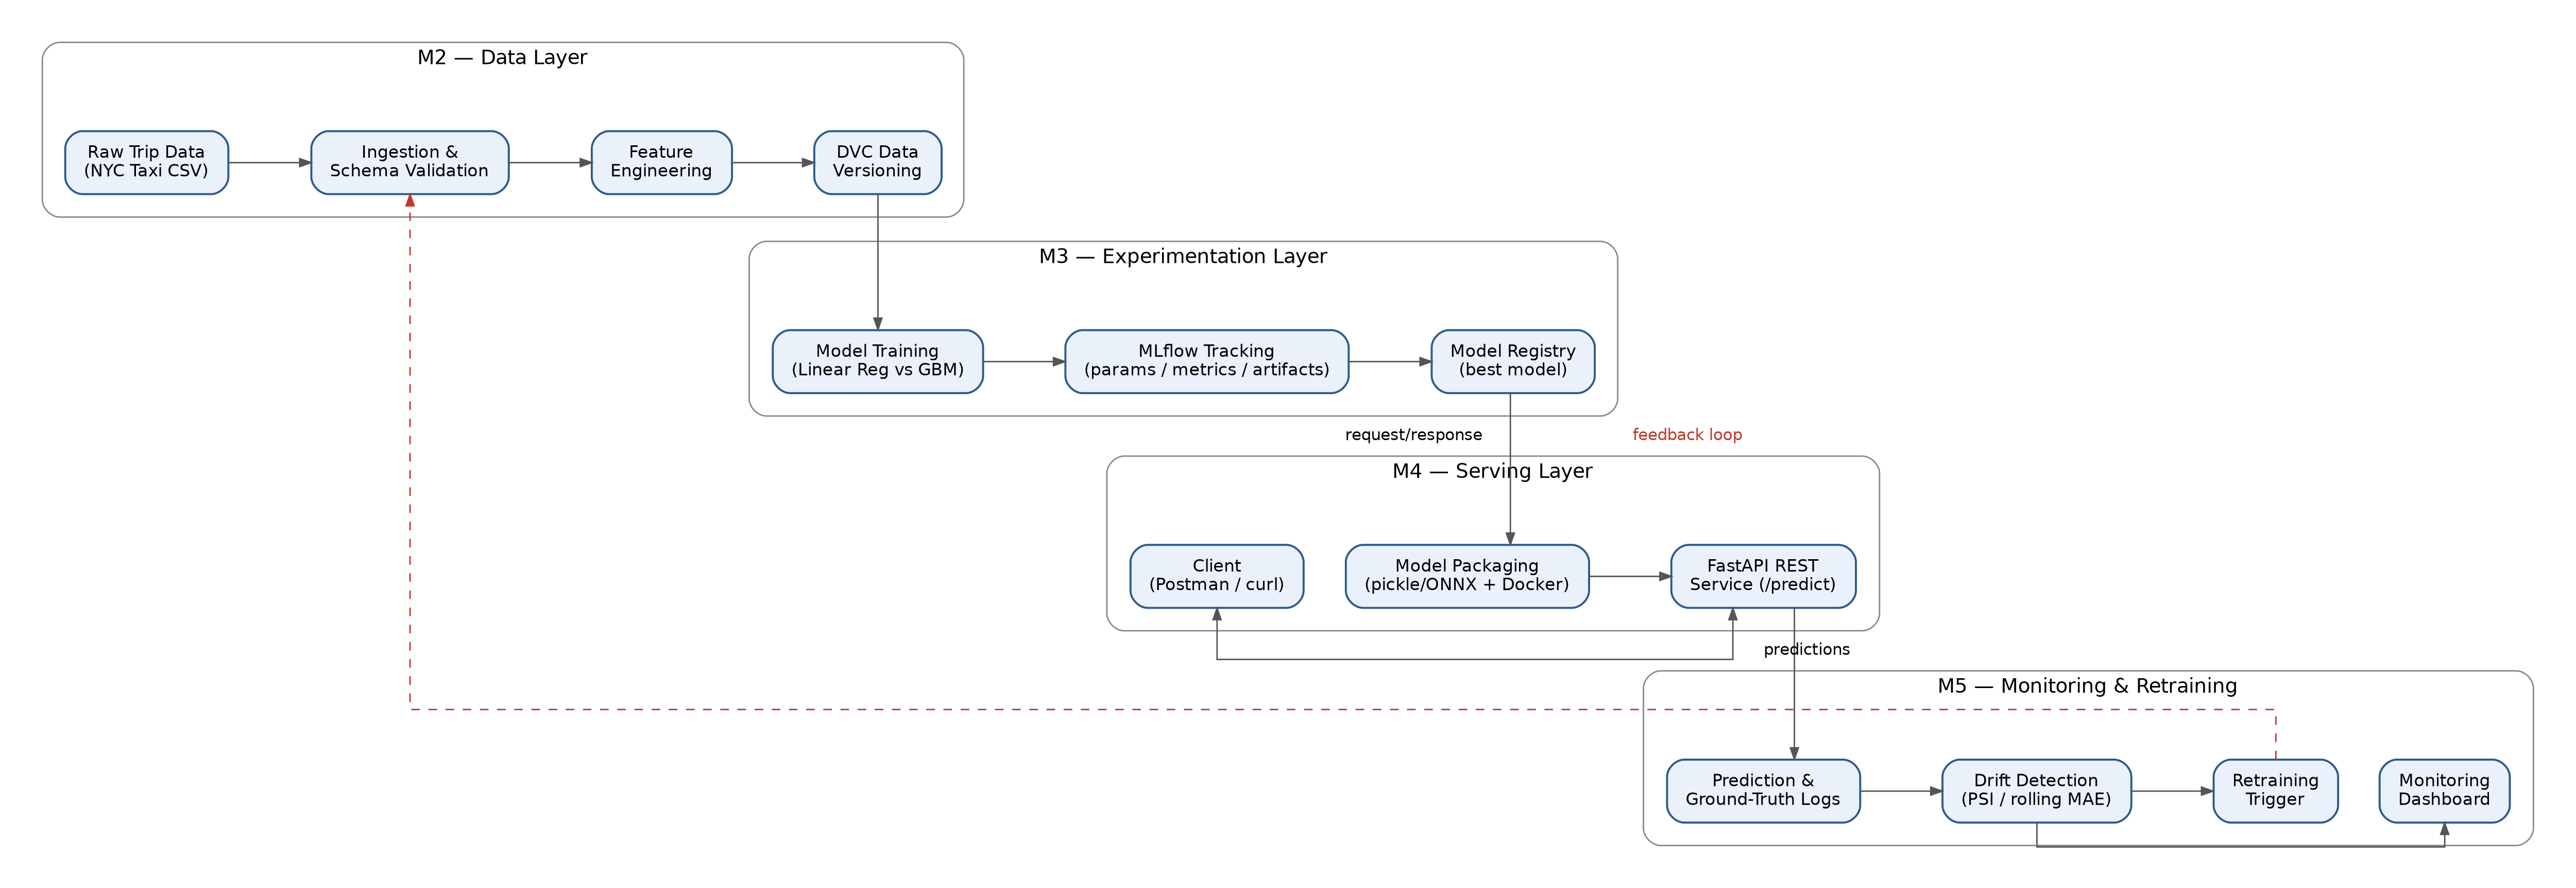 M2 — Data Layer
Raw Trip Data
(NYC Taxi CSV)
Ingestion &
Schema Validation
Feature
Engineering
DVC Data
Versioning
M3 — Experimentation Layer
Model Training
(Linear Reg vs GBM)
MLflow Tracking
(params / metrics / artifacts)
Model Registry
(best model)
request/response
feedback loop
M4 — Serving Layer
Client
(Postman / curl)
Model Packaging
(pickle/ONNX + Docker)
FastAPI REST
Service (/predict)
predictions
M5 — Monitoring & Retraining
Prediction &
Ground-Truth Logs
Drift Detection
(PSI / rolling MAE)
Retraining
Trigger
Monitoring
Dashboard